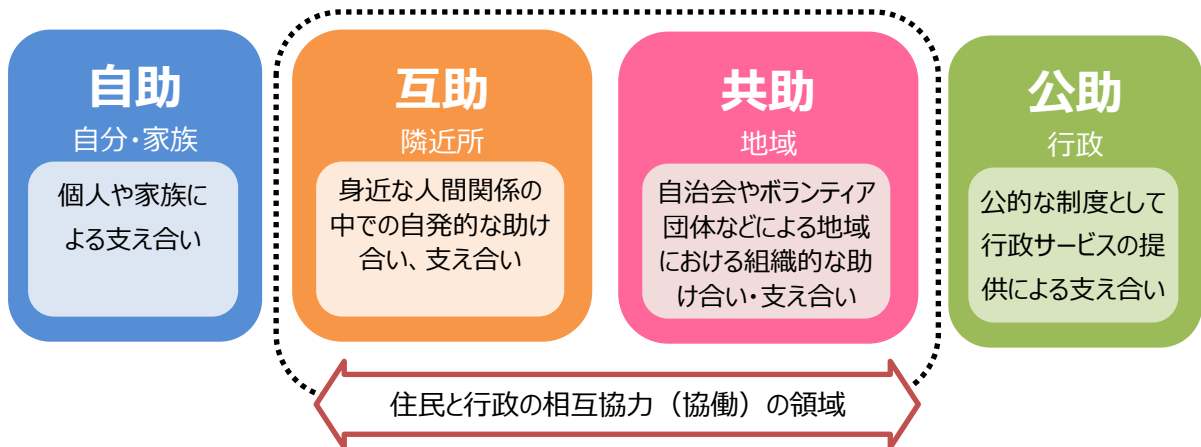 自助
自分・家族
個人や家族に
よる支え合い
互助
隣近所
身近な人間関係の
中での自発的な助け
合い、支え合い
共助
地域
自治会やボランティア
団体などによる地域
における組織的な助
け合い・支え合い
公助
行政
公的な制度として
行政サービスの提
供による支え合い
住民と行政の相互協力（協働）の領域